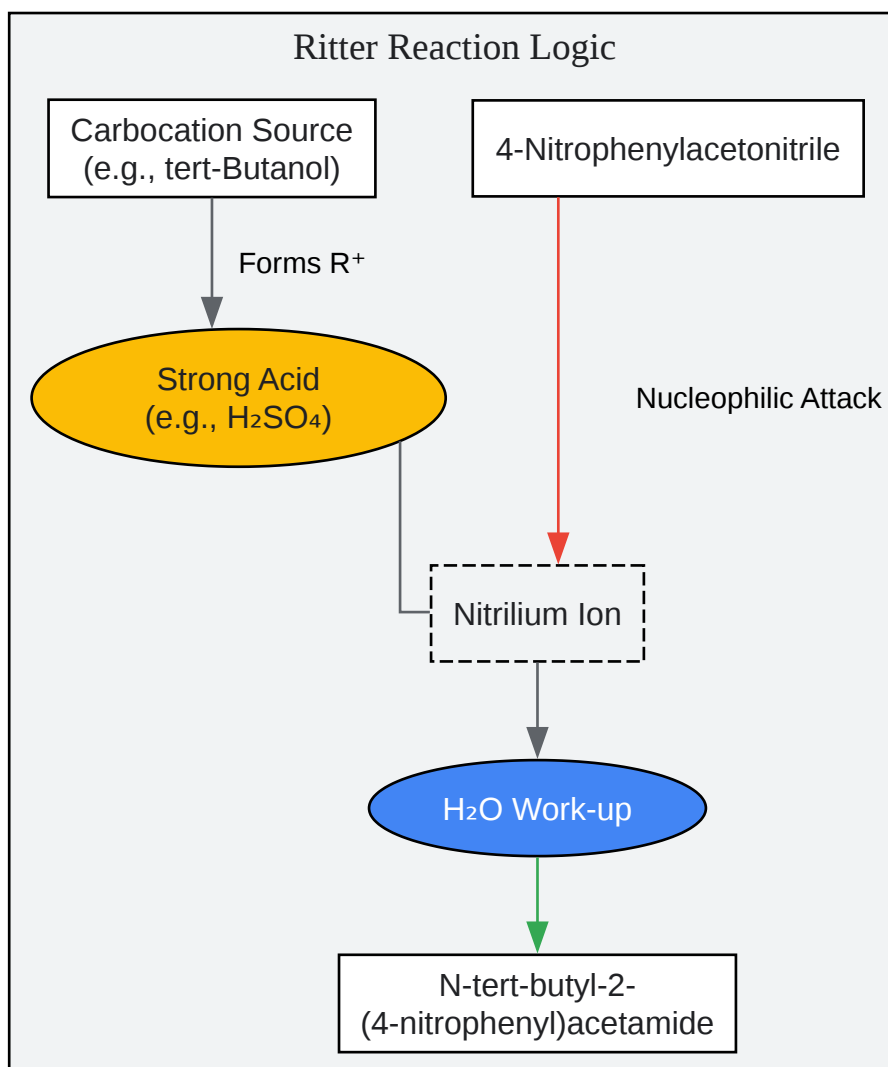 Ritter Reaction Logic
Carbocation Source
(e.g., tert-Butanol)
4-Nitrophenylacetonitrile
Forms R⁺
Strong Acid
(e.g., H₂SO₄)
Nucleophilic Attack
Nitrilium Ion
H₂O Work-up
N-tert-butyl-2-
(4-nitrophenyl)acetamide